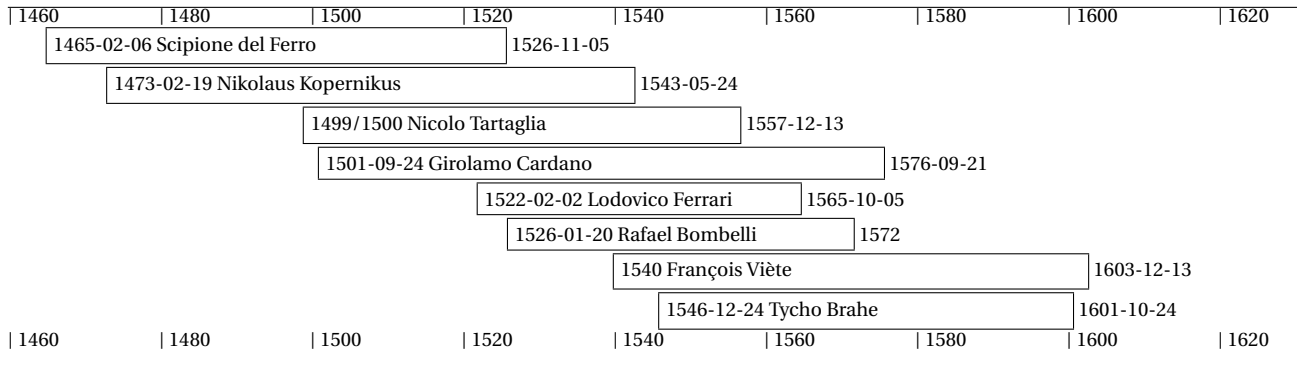 | 1460 | 1480 | 1500 | 1520 | 1540 | 1560 | 1580 | 1600 | 1620
1465-02-06 Scipione del Ferro 1526-11-05
1473-02-19 Nikolaus Kopernikus 1543-05-24
1499/1500 Nicolo Tartaglia 1557-12-13
1501-09-24 Girolamo Cardano 1576-09-21
1522-02-02 Lodovico Ferrari 1565-10-05
1526-01-20 Rafael Bombelli 1572
1540 François Viète 1603-12-13
1546-12-24 Tycho Brahe 1601-10-24
| 1460 | 1480 | 1500 | 1520 | 1540 | 1560 | 1580 | 1600 | 1620